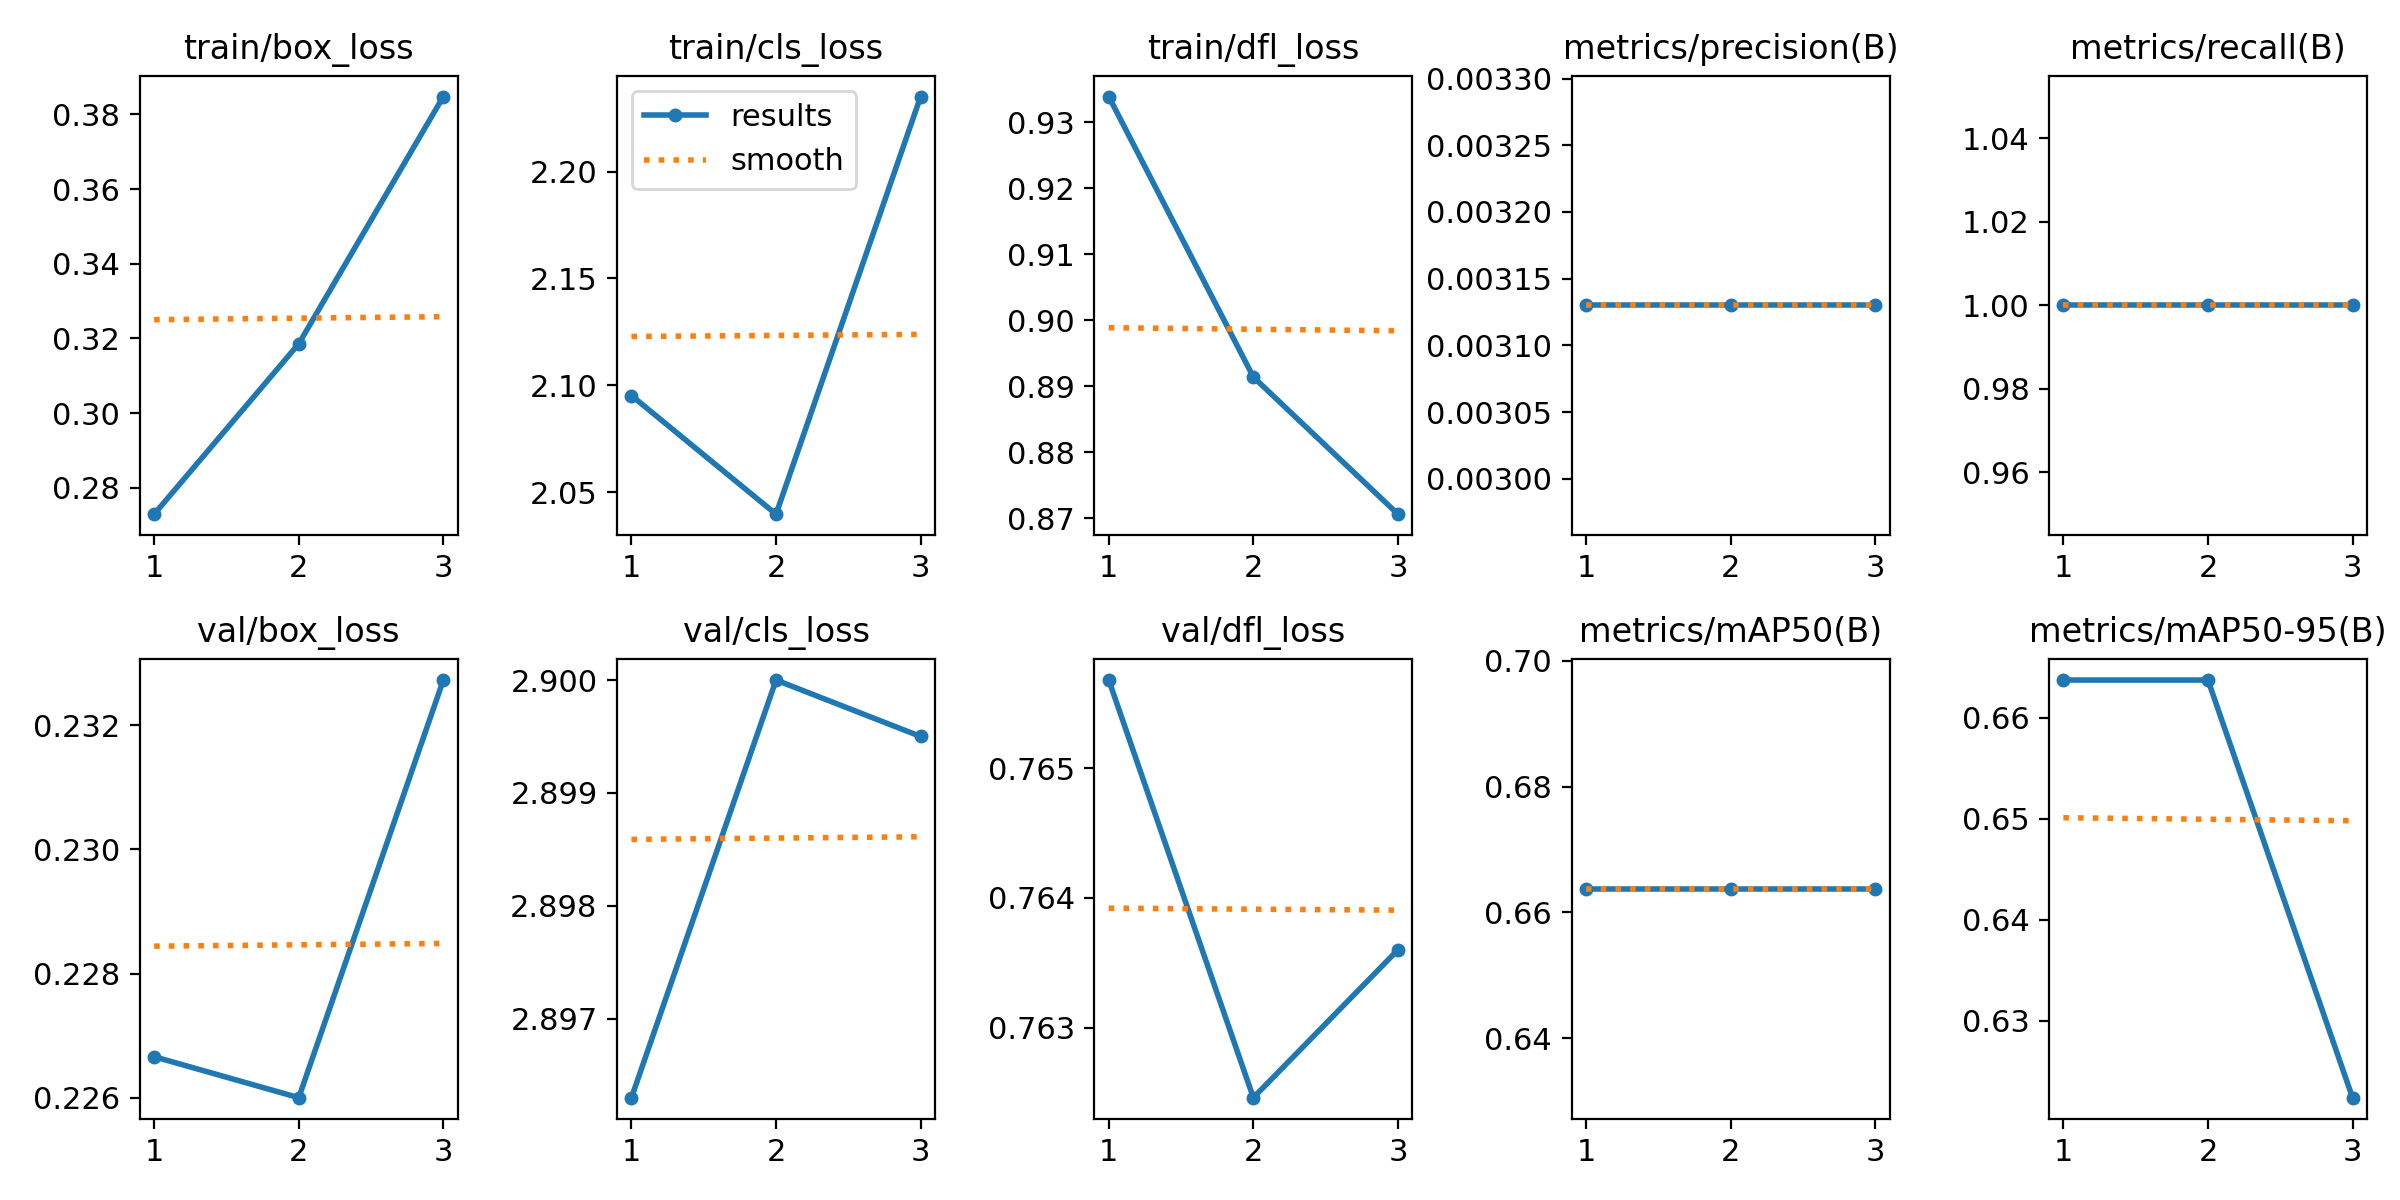 train/box_loss
0.38
0.36
0.34
0.32
0.30
0.28
1 2 3
train/cls_loss
results
smooth
2.20
2.15
2.10
2.05
1 2 3
train/dfl_loss
0.93
0.92
0.91
0.90
0.89
0.88
0.87
1 2 3
metrics/precision(B)
0.00330
0.00325
0.00320
0.00315
0.00310
0.00305
0.00300
1 2 3
metrics/recall(B)
1.04
1.02
1.00
0.98
0.96
1 2 3
val/box_loss
0.232
0.230
0.228
0.226
1 2 3
val/cls_loss
2.900
2.899
2.898
2.897
1 2 3
val/dfl_loss
0.765
0.764
0.763
1 2 3
metrics/mAP50(B)
0.70
0.68
0.66
0.64
1 2 3
metrics/mAP50-95(B)
0.66
0.65
0.64
0.63
1 2 3